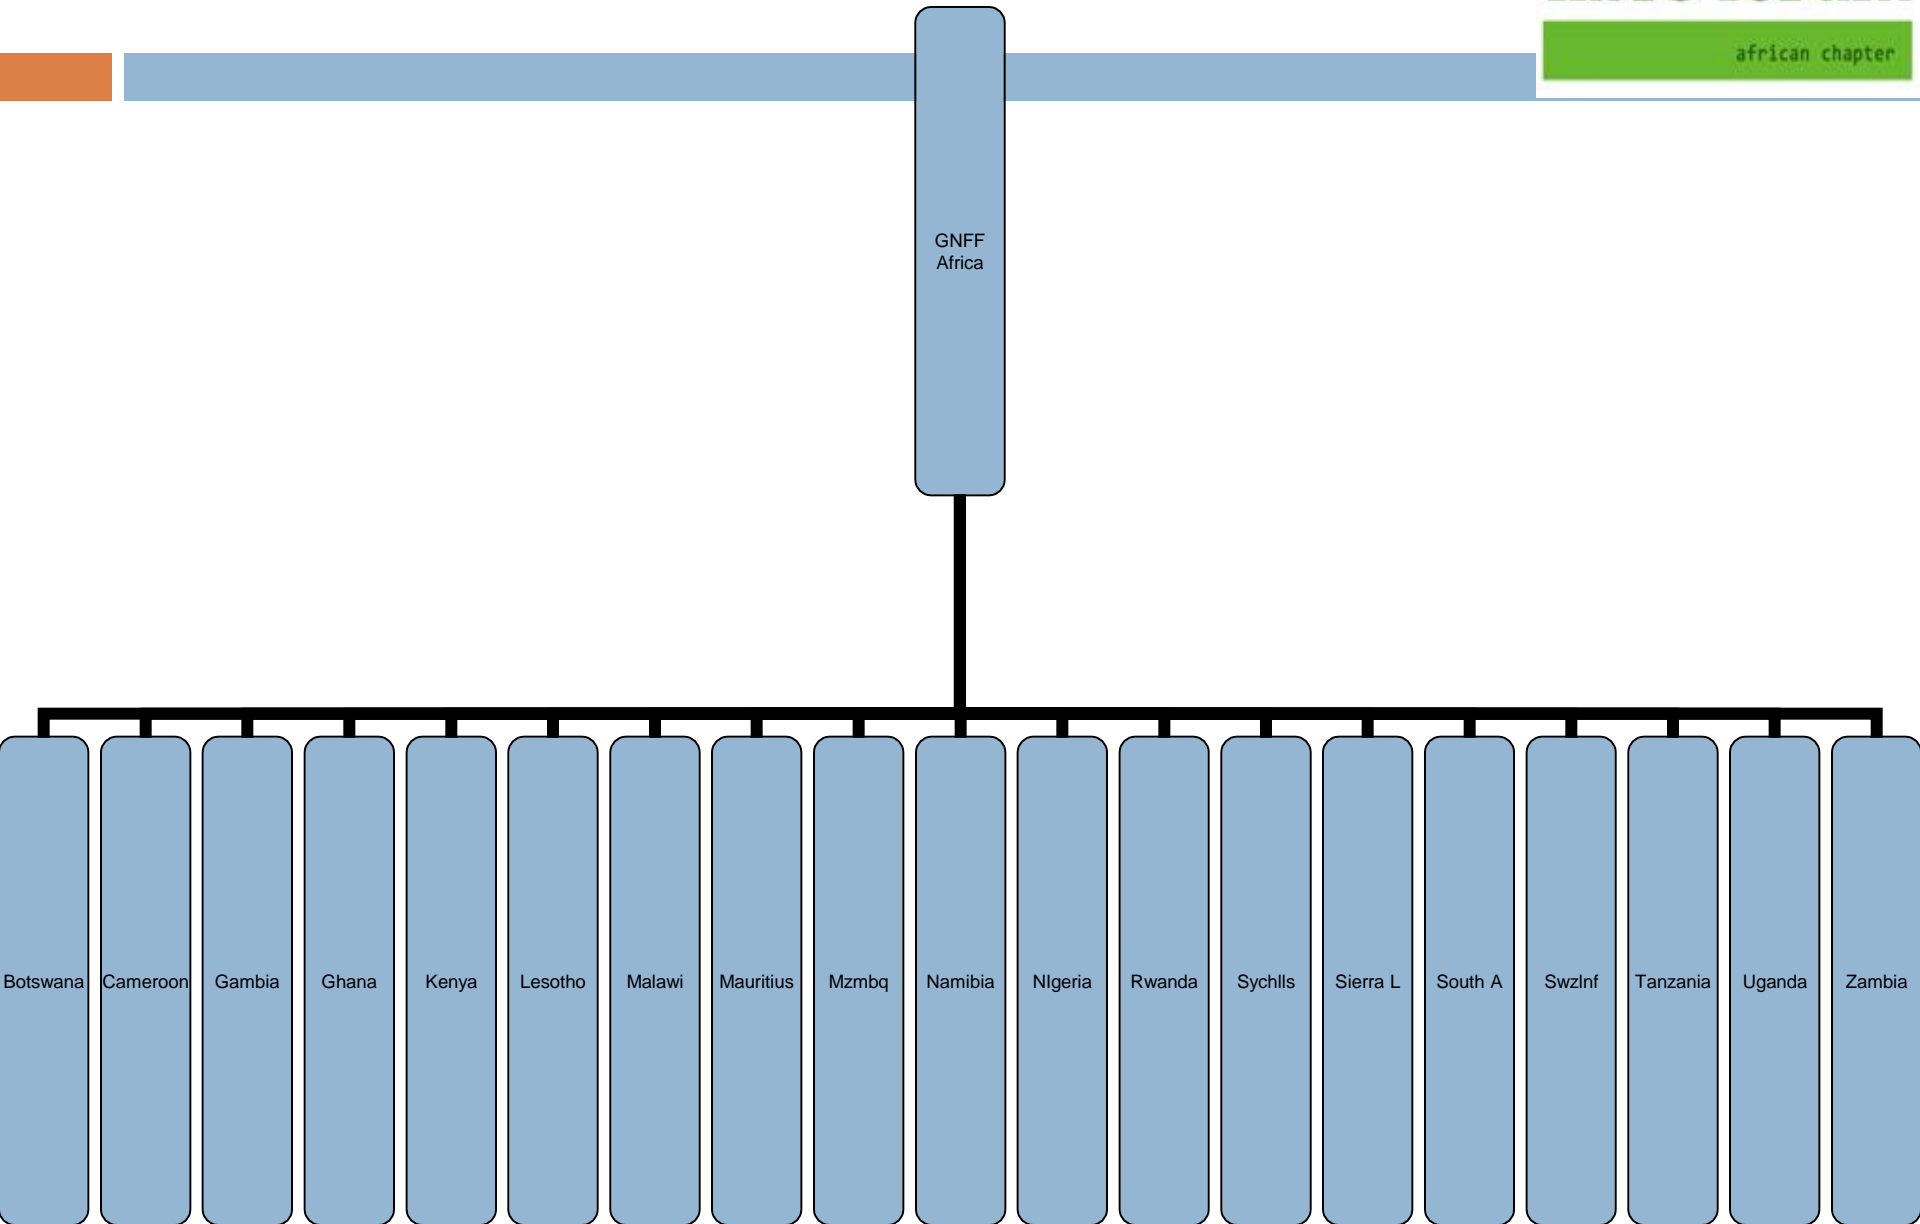 african chapter
GNFF
Africa
Botswana
Cameroon
Gambia
Ghana
Kenya
Lesotho
Malawi
Mauritius
Mzmbq
Namibia
NIgeria
Rwanda
Sychlls
Sierra L
South A
Swzlnf
Tanzania
Uganda
Zambia